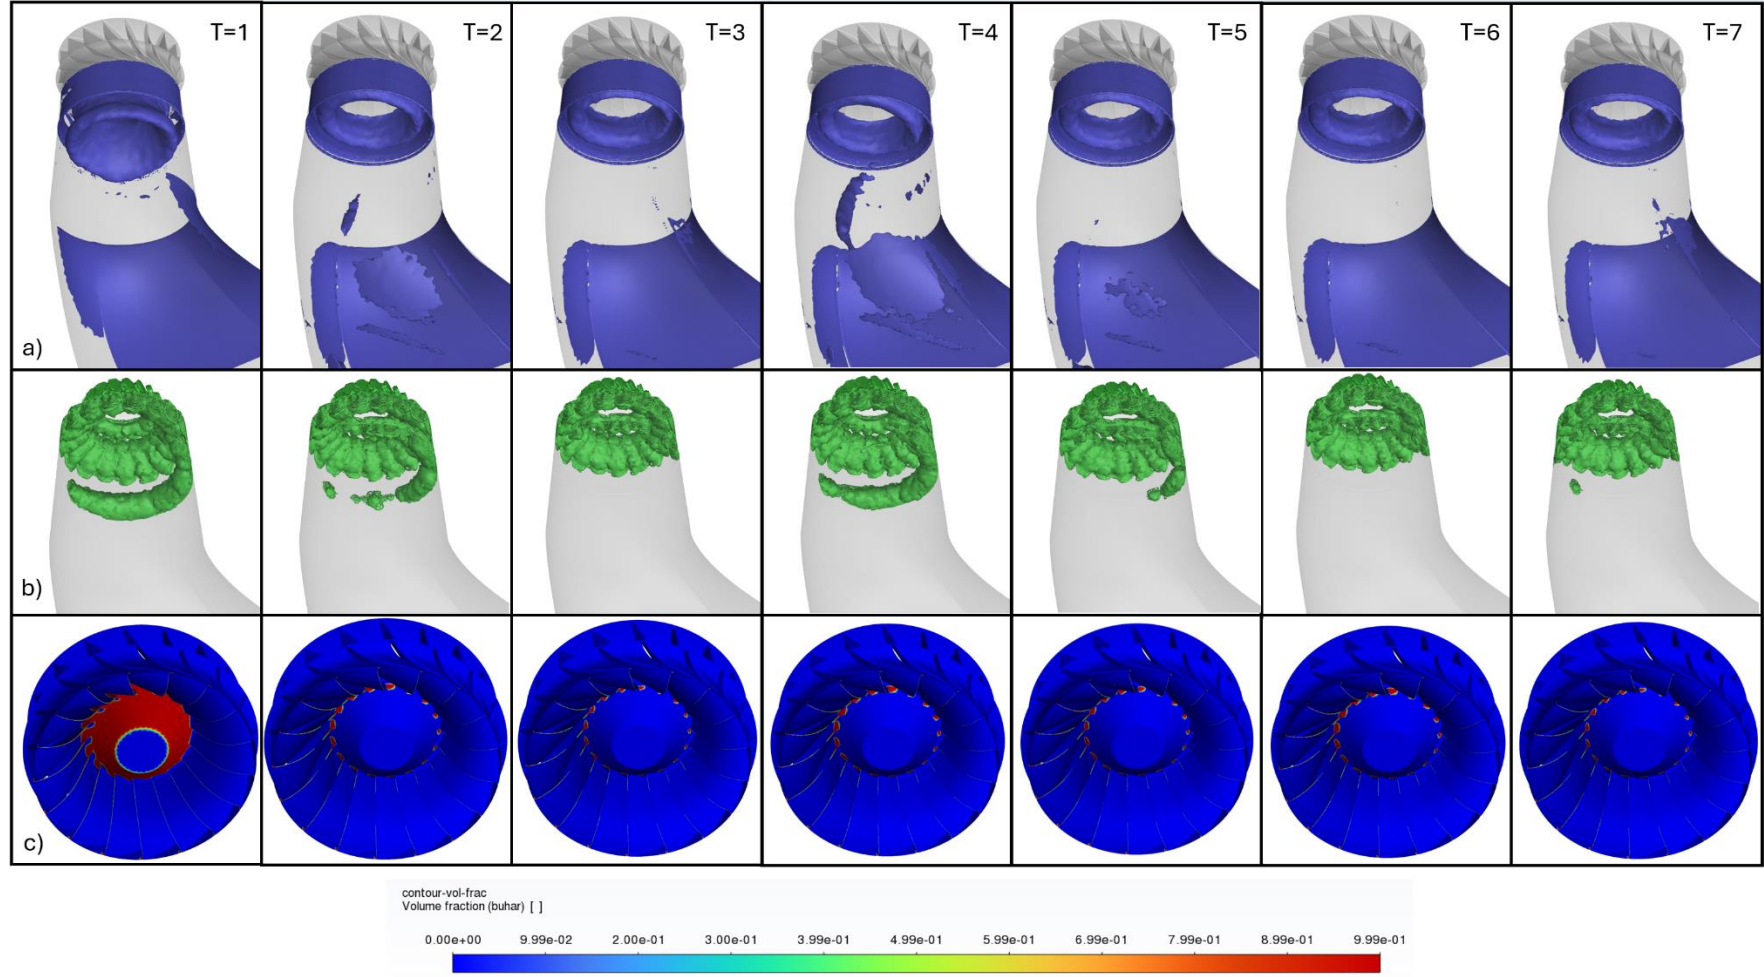 T=1 T=2 T=3 T=4 T=5 T=6 T=7
a)
b)
c)
contour-vol-frac
Volume fraction (buhar) [ ]
0.00e+00 9.99e-02 2.00e-01 3.00e-01 3.99e-01 4.99e-01 5.99e-01 6.99e-01 7.99e-01 8.99e-01 9.99e-01